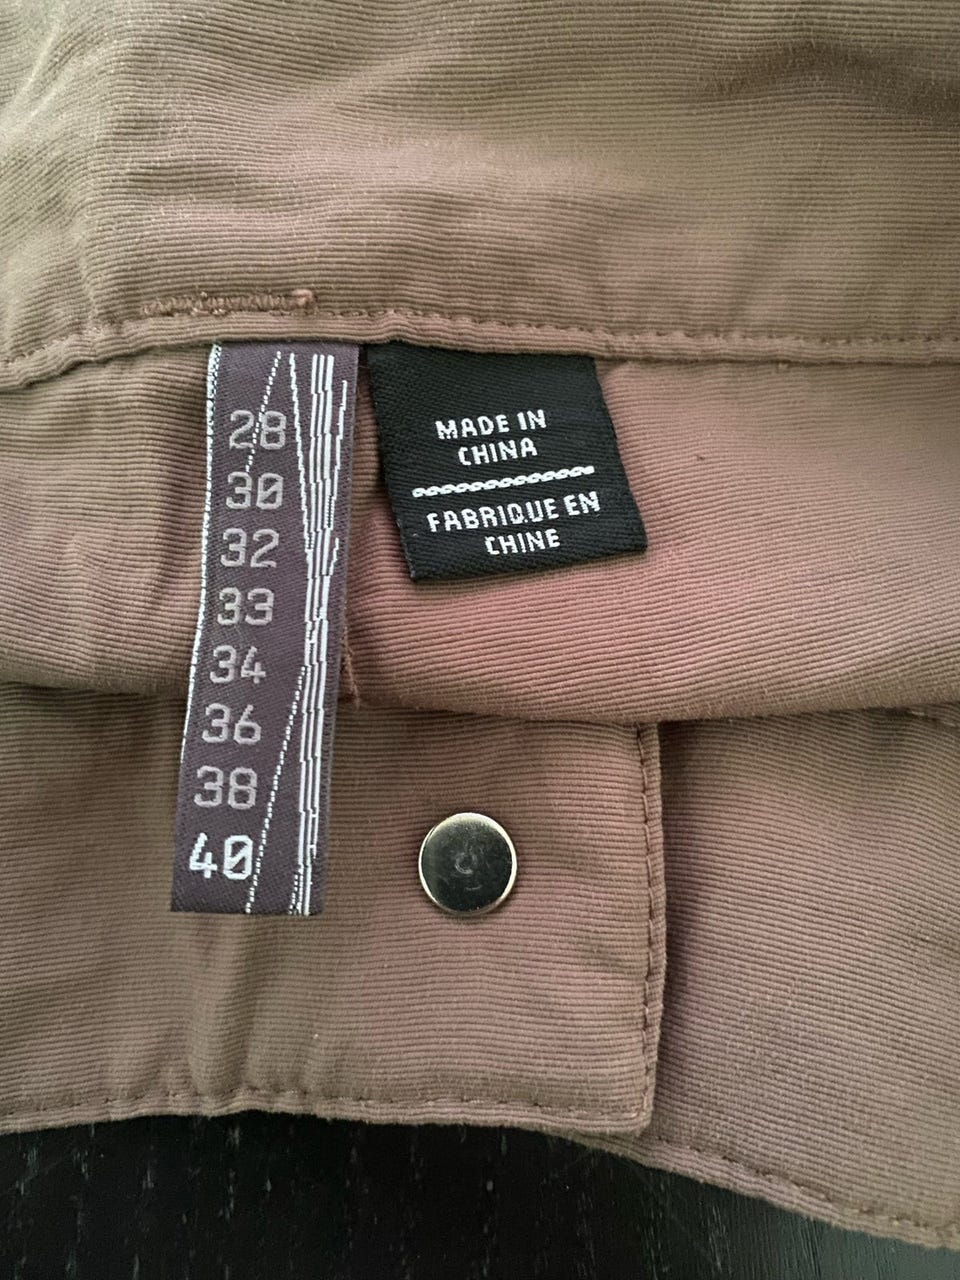 28
30
32
33
34
36
38
40
MADE IN
CHINA
FABRIQUE EN
CHINE